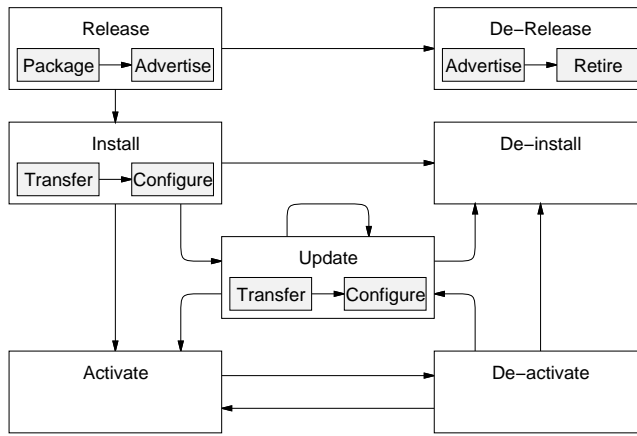 Release
De−Release
Package
Advertise
Advertise
Retire
Install
De−install
Transfer
Configure
Update
Transfer
Configure
Activate
De−activate